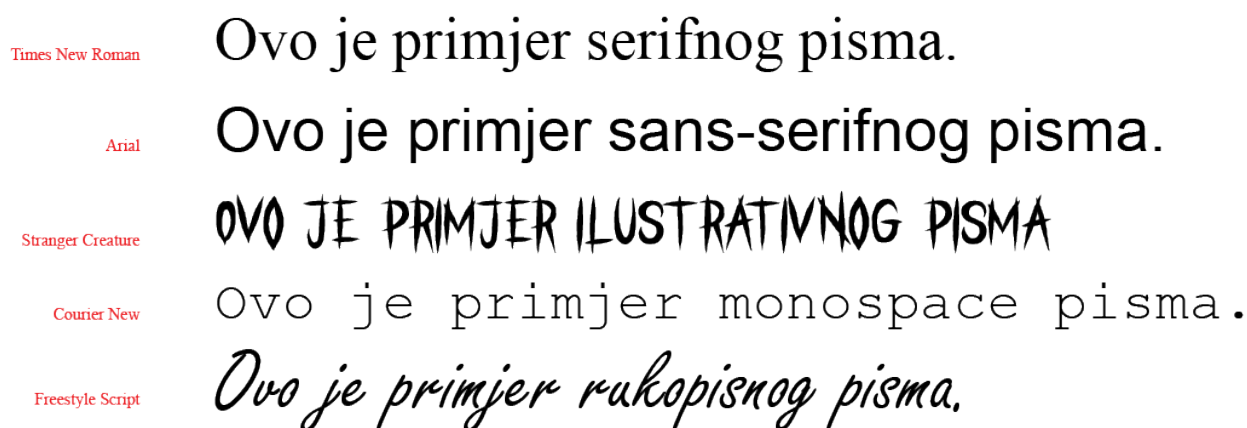 Times New Roman Ovo je primjer serifnog pisma.
Arial Ovo je primjer sans-serifnog pisma.
Stranger Creature OVO JE PRIMJER ILUSTRATIVNOG PISMA
Courier New Ovo je primjer monospace pisma.
Freestyle Script Ovo je primjer rukopisnog pisma.